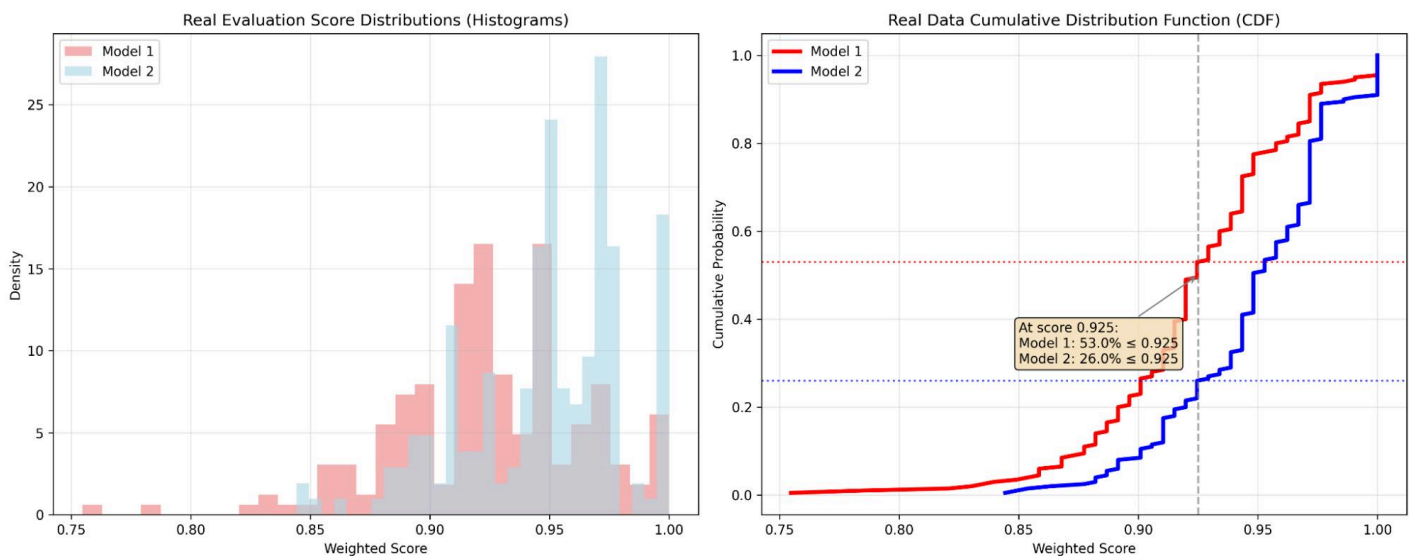 Real Evaluation Score Distributions (Histograms)
Model 1
Model 2
Density
25
20
15
10
5
0
0.75
0.80
0.85
0.90
0.95
1.00
Weighted Score
Real Data Cumulative Distribution Function (CDF)
Model 1
Model 2
Cumulative Probability
1.0
0.8
0.6
0.4
0.2
0.0
At score 0.925:
Model 1: 53.0% ≤ 0.925
Model 2: 26.0% ≤ 0.925
0.75
0.80
0.85
0.90
0.95
1.00
Weighted Score